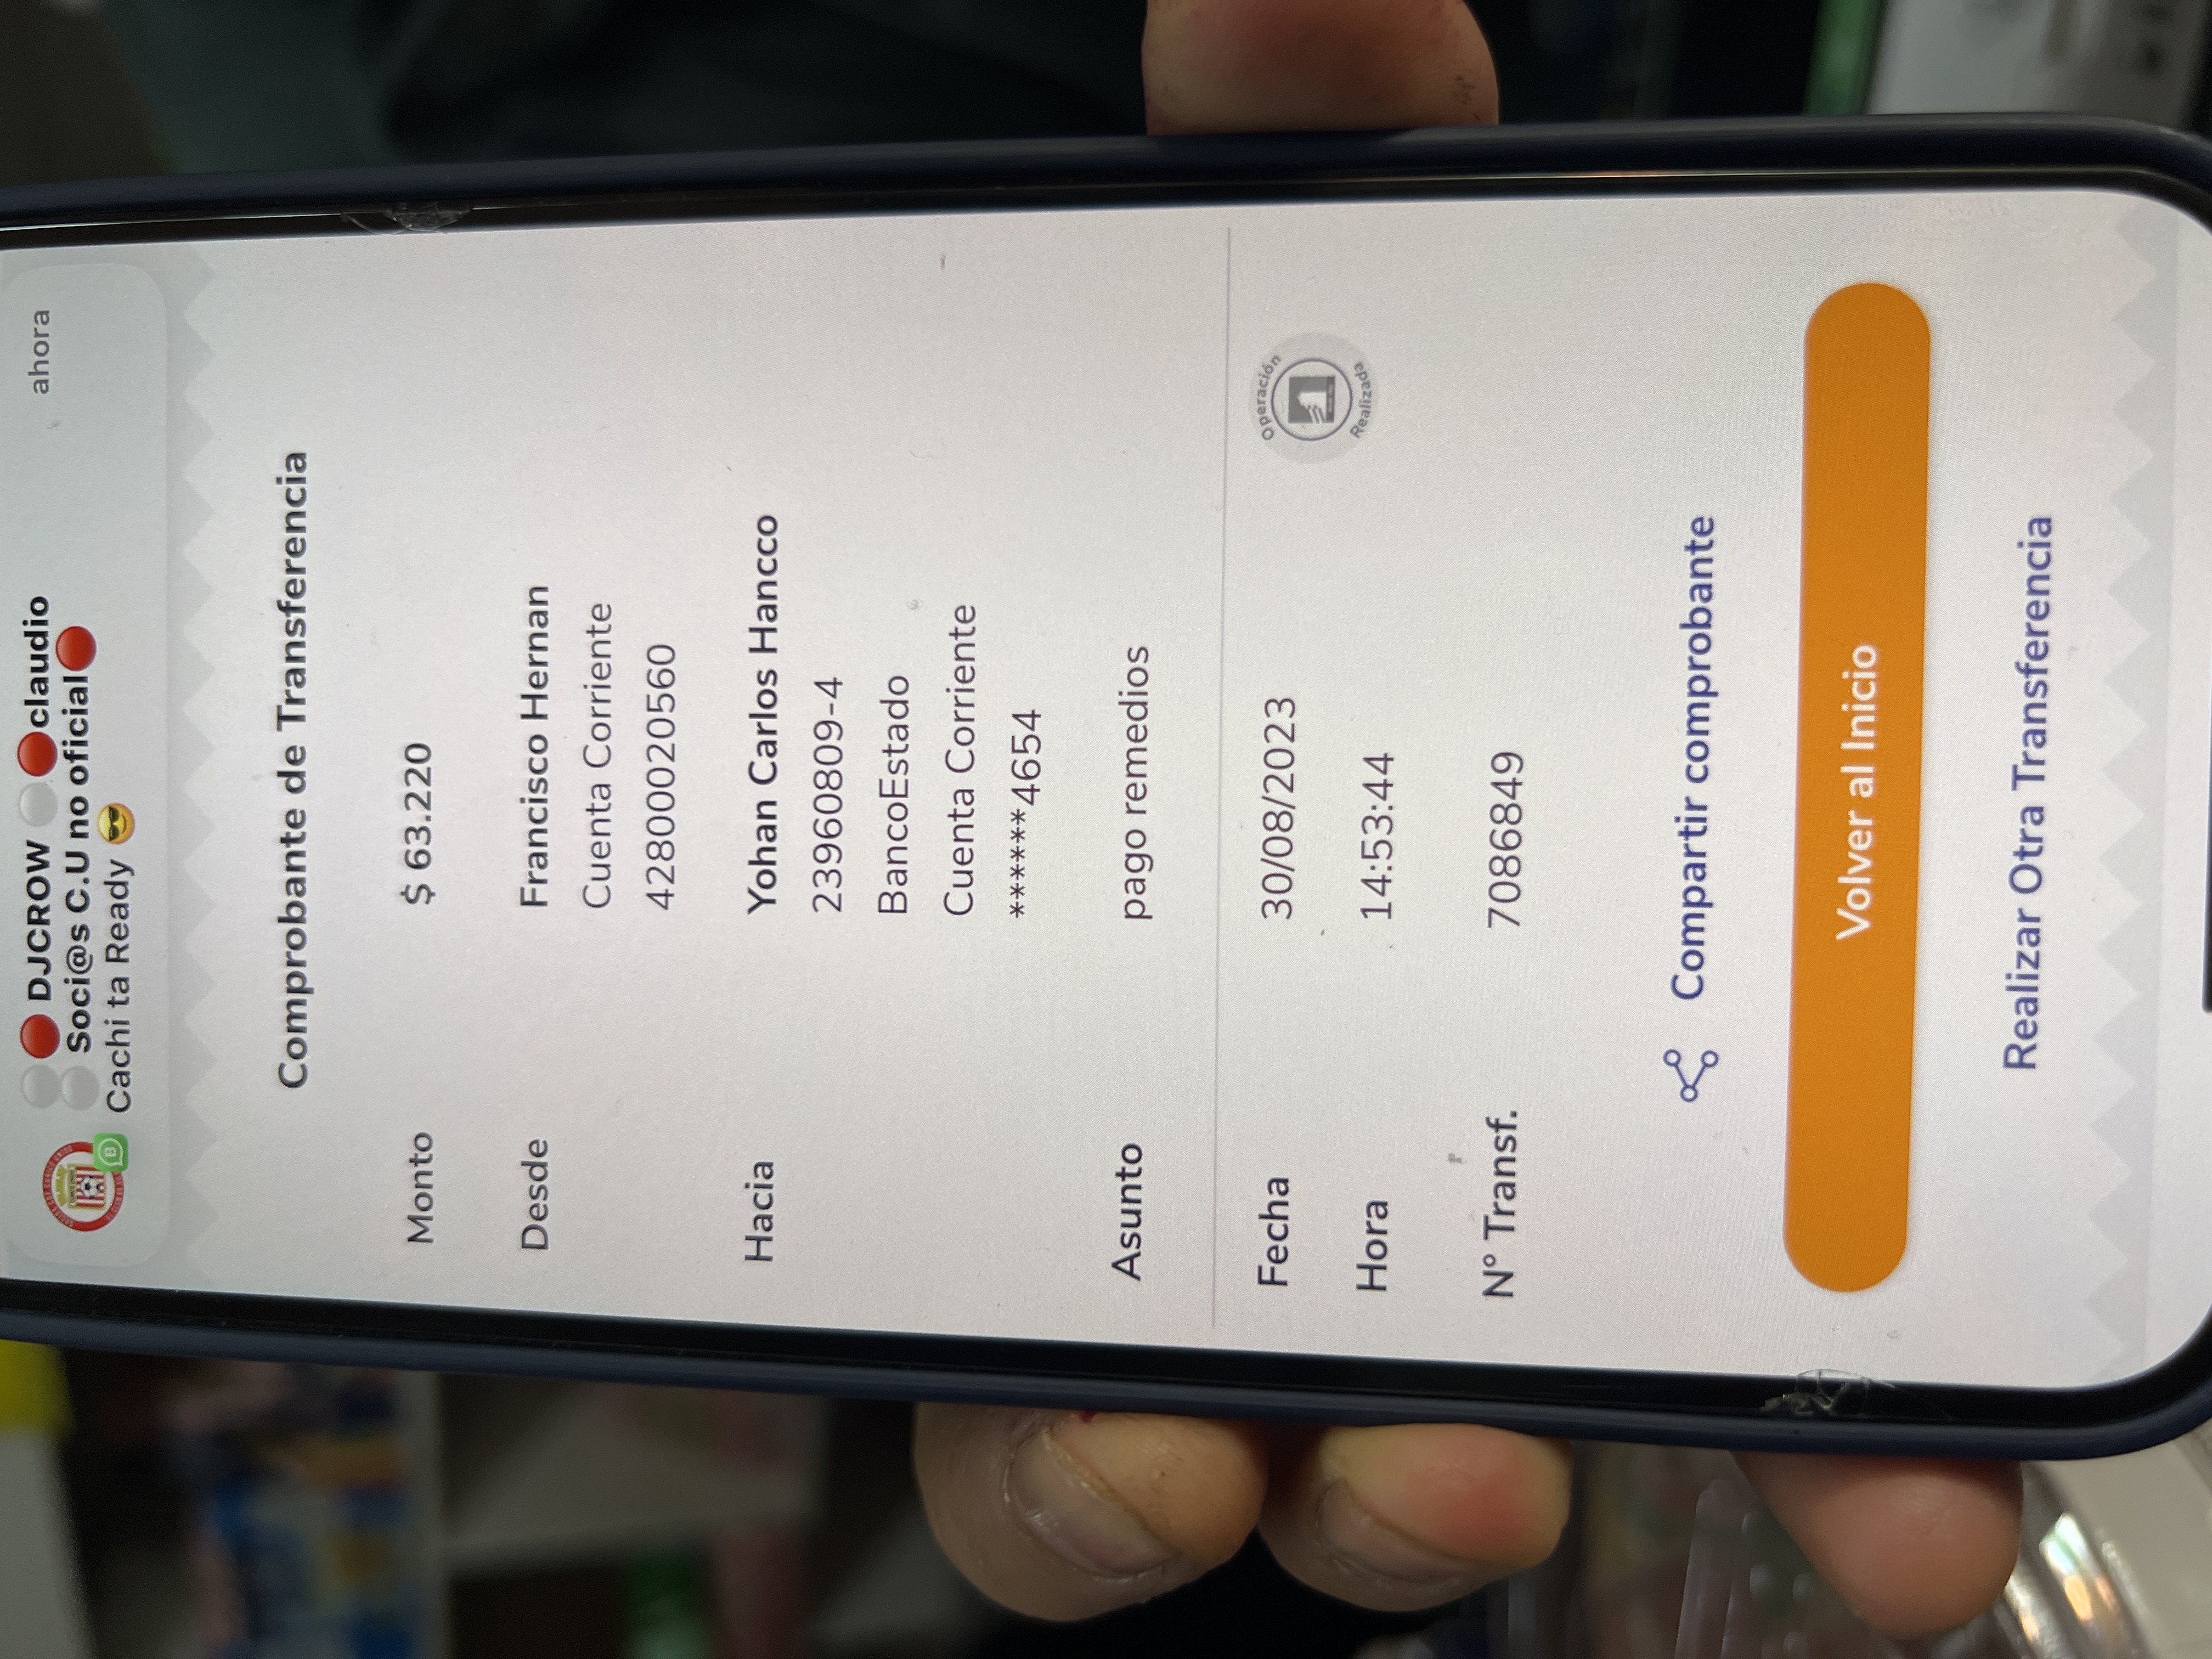 ⚪🔴 DJCROW ⚪🔴claudio
ahora
⚪ Soci@s C.U no oficial🔴
Cachi ta Ready 😎
Comprobante de Transferencia
Monto
$ 63.220
Desde
Francisco Hernan
Cuenta Corriente
42800020560
Hacia
Yohan Carlos Hancco
23960809-4
BancoEstado
Cuenta Corriente
******4654
Asunto
pago remedios
Fecha
30/08/2023
Operación
Realizada
Hora
14:53:44
N° Transf.
7086849
Compartir comprobante
Volver al Inicio
Realizar Otra Transferencia